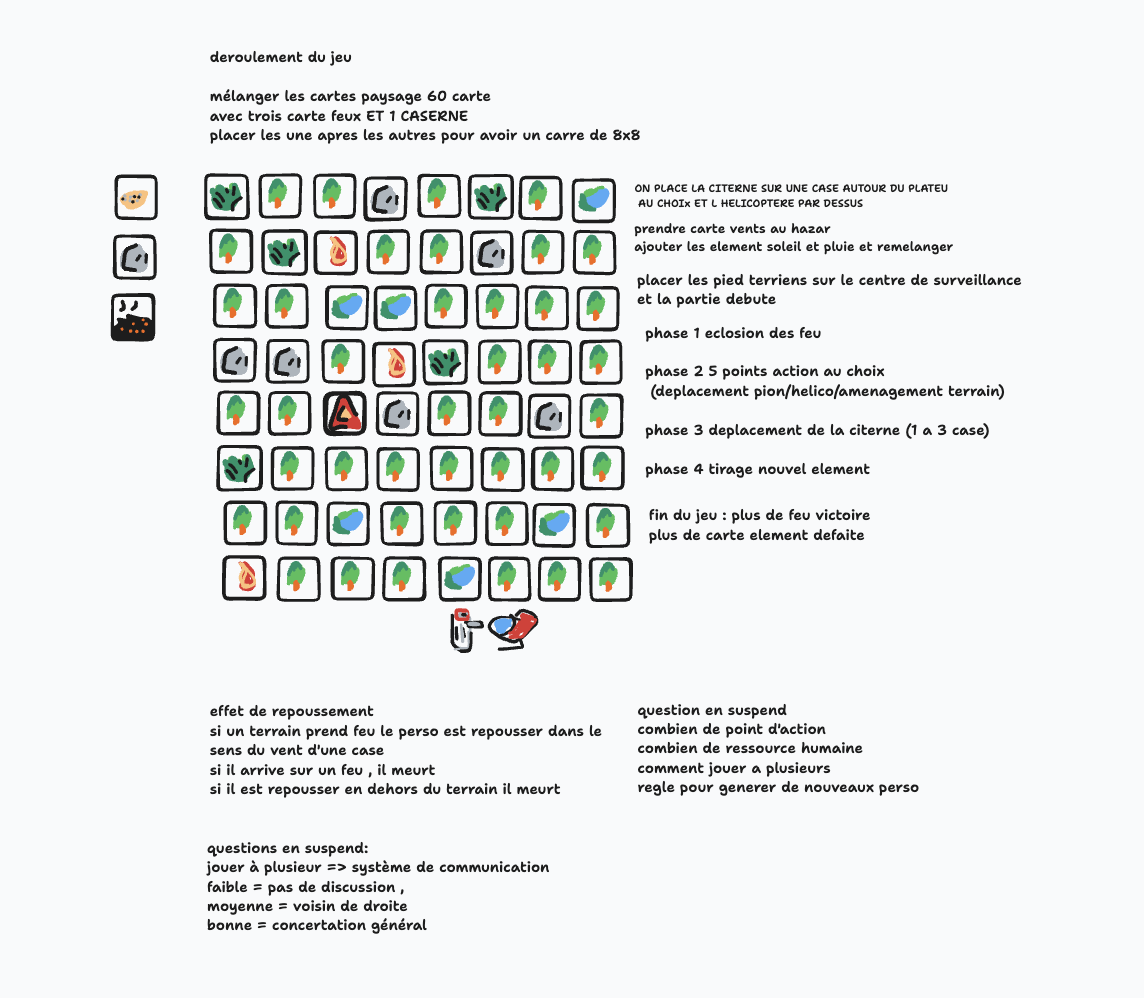 deroulement du jeu
mélanger les cartes paysage 60 carte
avec trois carte feux ET 1 CASERNE
placer les une apres les autres pour avoir un carre de 8x8
ON PLACE LA CITERNE SUR UNE CASE AUTOUR DU PLATEU
AU CHOIx ET L HELICOPTERE PAR DESSUS
prendre carte vents au hazar
ajouter les element soleil et pluie et remelanger
placer les pied terriens sur le centre de surveillance
et la partie debute
phase 1 eclosion des feu
phase 2 5 points action au choix
(deplacement pion/helico/amenagement terrain)
phase 3 deplacement de la citerne (1 a 3 case)
phase 4 tirage nouvel element
fin du jeu : plus de feu victoire
plus de carte element defaite
effet de repoussement
si un terrain prend feu le perso est repousser dans le
sens du vent d'une case
si il arrive sur un feu , il meurt
si il est repousser en dehors du terrain il meurt
question en suspend
combien de point d'action
combien de ressource humaine
comment jouer a plusieurs
regle pour generer de nouveaux perso
questions en suspend:
jouer à plusieur => système de communication
faible = pas de discussion ,
moyenne = voisin de droite
bonne = concertation général